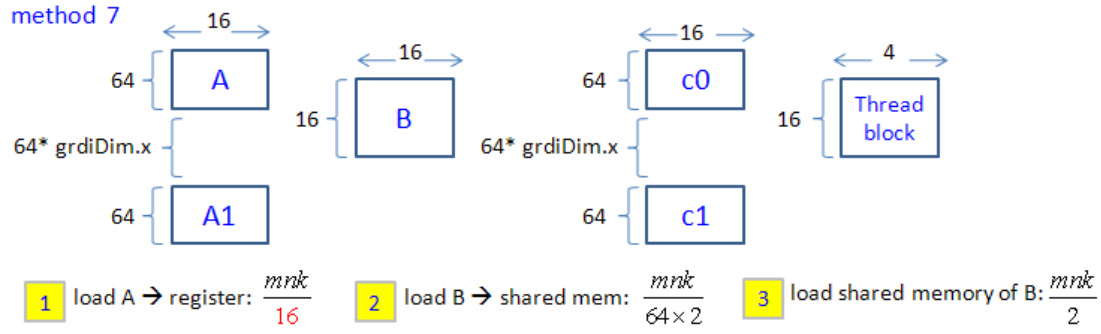 method 7
16
64
A
64* grdiDim.x
64
A1
16
16
B
16
64
c0
64* grdiDim.x
64
c1
4
16
Thread
block
1 load A → register: mnk/16
2 load B → shared mem: mnk/64×2
3 load shared memory of B: mnk/2